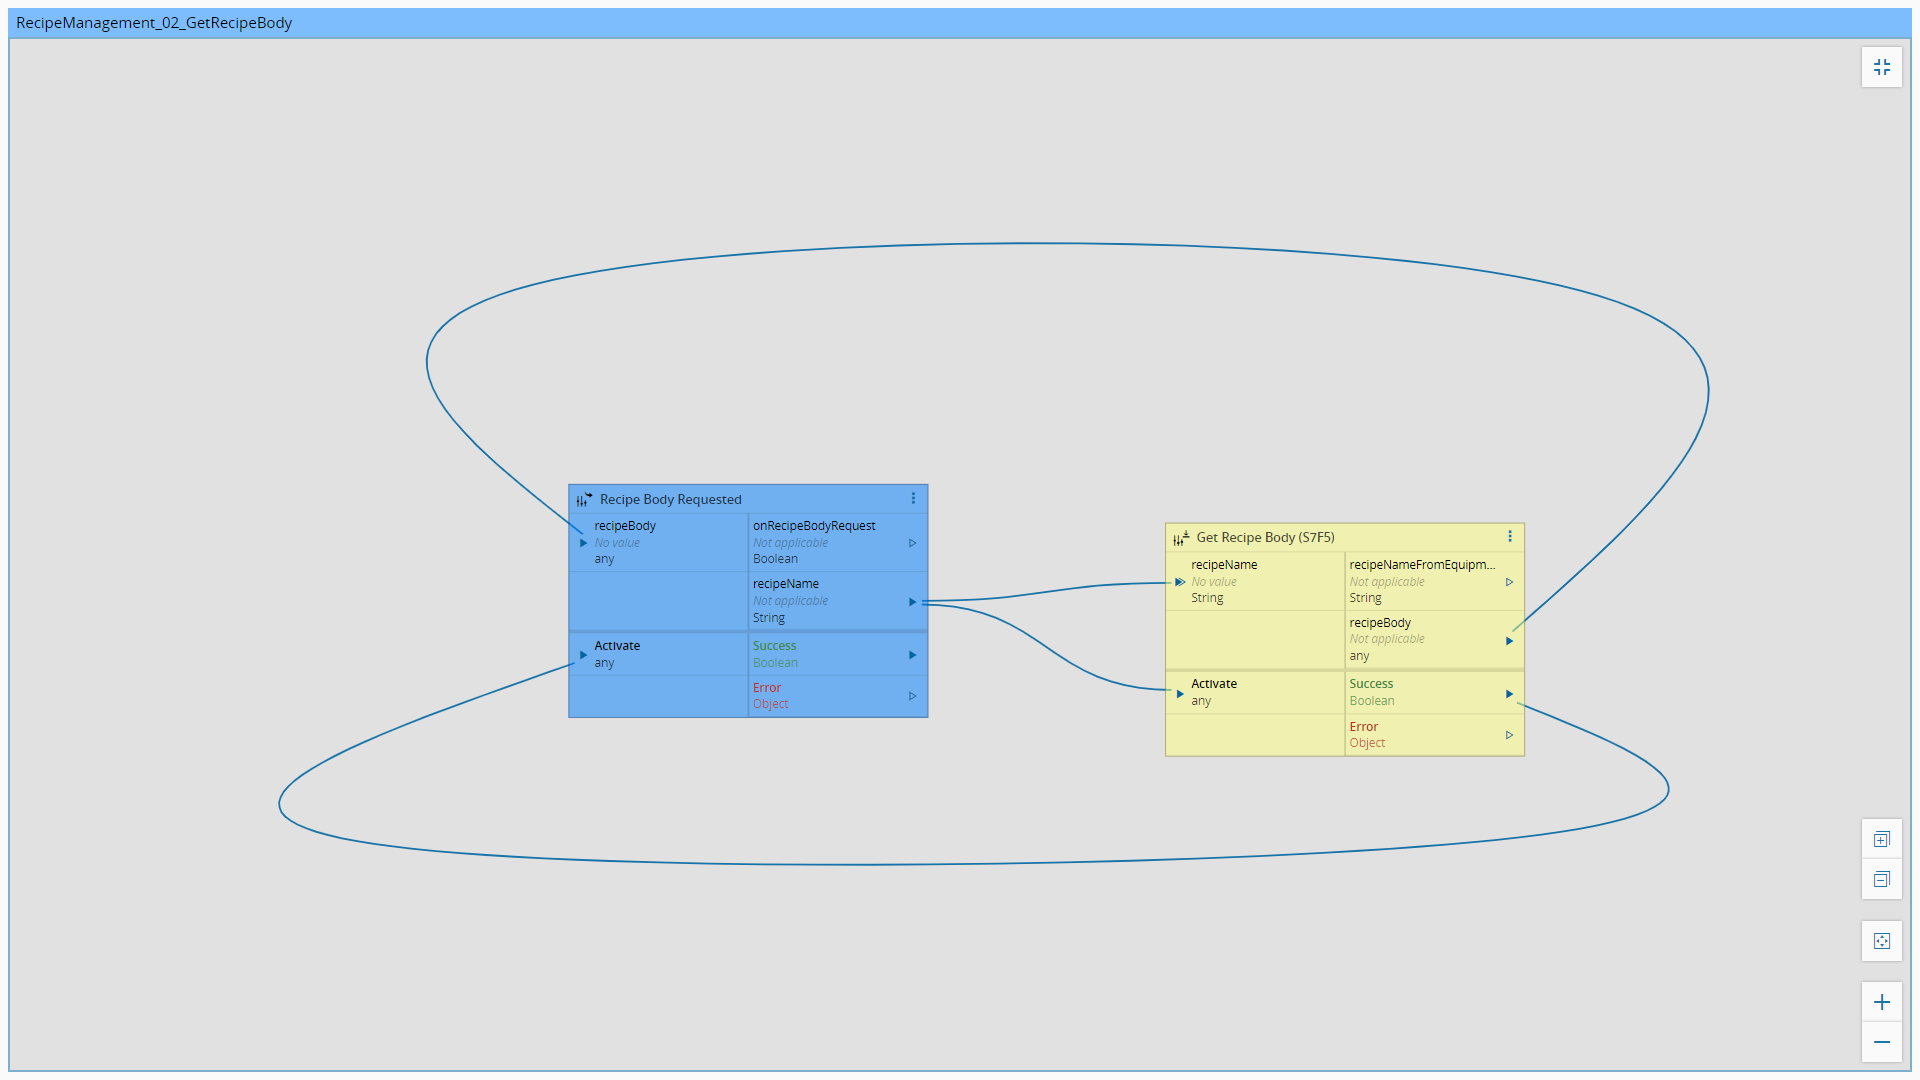 RecipeManagement_02_GetRecipeBody
Recipe Body Requested
recipeBody
No value
any
onRecipeBodyRequest
Not applicable
Boolean
recipeName
Not applicable
String
Activate
any
Success
Boolean
Error
Object
Get Recipe Body (S7F5)
recipeName
No value
String
recipeNameFromEquipm...
Not applicable
String
recipeBody
Not applicable
any
Activate
any
Success
Boolean
Error
Object